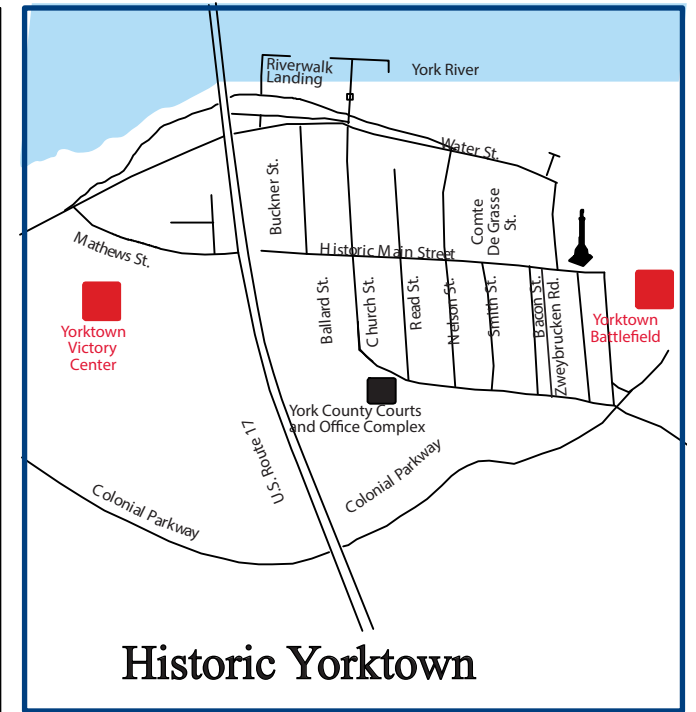 Riverwalk
Landing
York River
Water St.
Buckner St.
Comte
De Grasse
St.
Mathews St.
Historic Main Street
Ballard St.
Church St.
Read St.
Nelson St.
Smith St.
Bacon St.
Zweybrucken Rd.
Yorktown
Victory
Center
Yorktown
Battlefield
York County Courts
and Office Complex
U.S. Route 17
Colonial Parkway
Colonial Parkway
Historic Yorktown